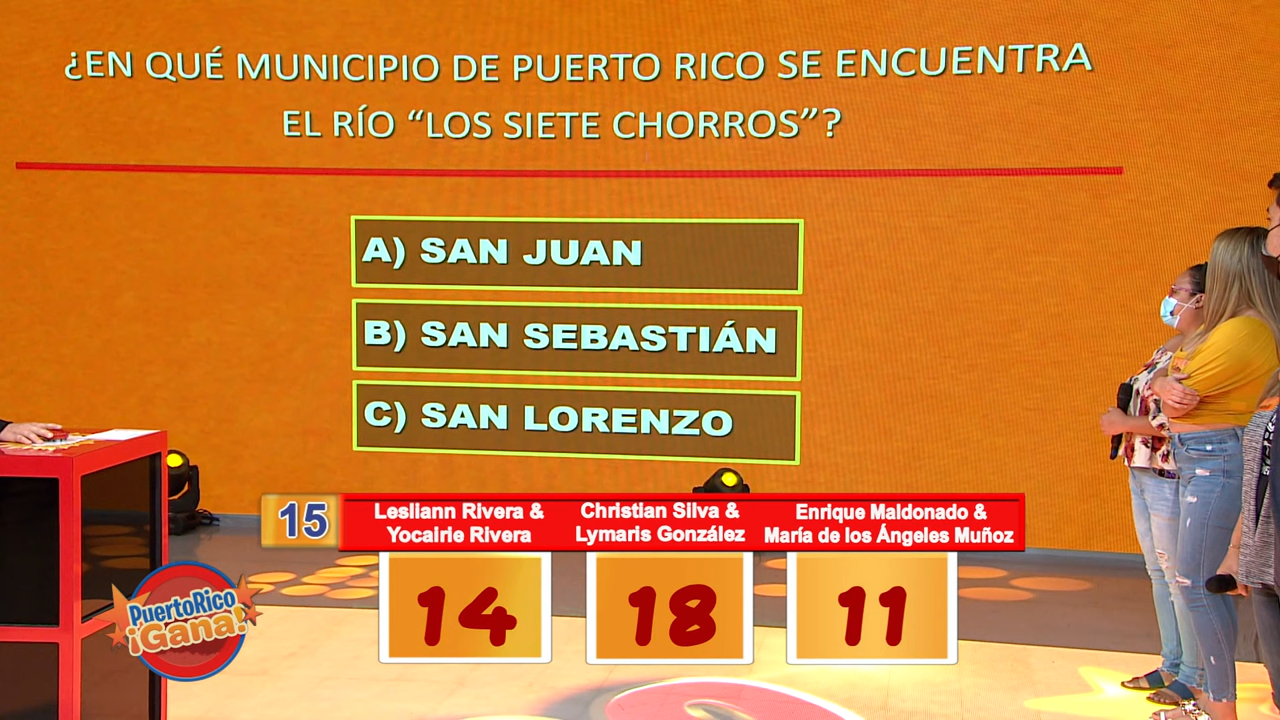 ¿EN QUÉ MUNICIPIO DE PUERTO RICO SE ENCUENTRA
EL RÍO “LOS SIETE CHORROS”?
A) SAN JUAN
B) SAN SEBASTIÁN
C) SAN LORENZO
15
Lesliann Rivera &
Yocairie Rivera
Christian Silva &
Lymaris González
Enrique Maldonado &
María de los Ángeles Muñoz
14
18
11
PuertoRico
¡Gana!